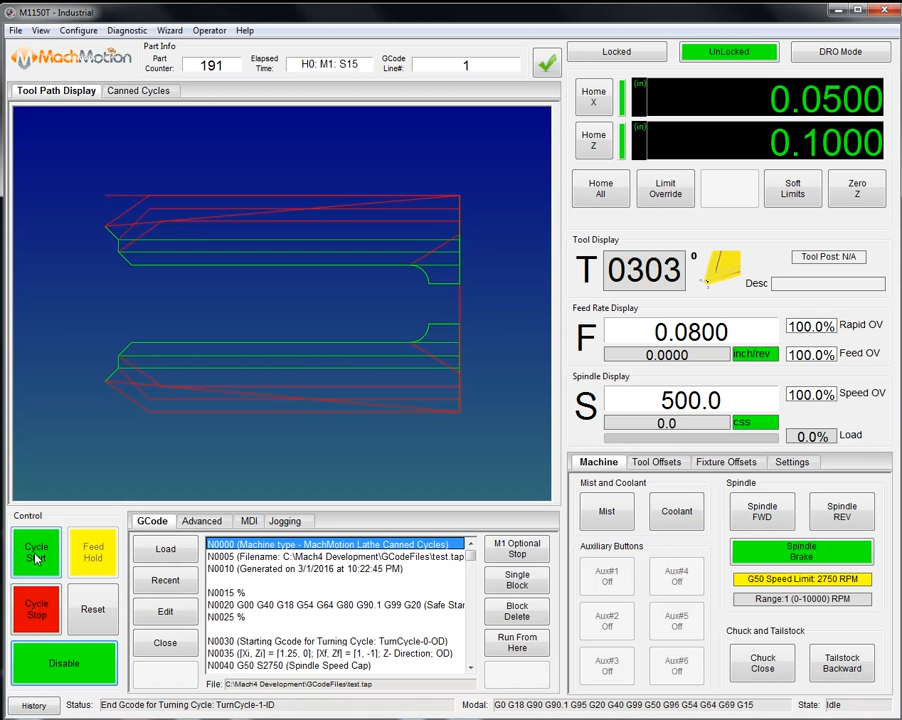 M1150T - Industrial
File View Configure Diagnostic Wizard Operator Help
MachMotion
Part Info
Part Counter: 191 Elapsed Time: H0: M1: S15 GCode Line#: 1
Locked UnLocked DRO Mode
Tool Path Display Canned Cycles
Home X (in) 0.0500
Home Z (in) 0.1000
Home All Limit Override Soft Limits Zero Z
Tool Display
T 0303 0 Tool Post: N/A
Desc
Feed Rate Display
F 0.0800 100.0% Rapid OV
0.0000 inch/rev 100.0% Feed OV
Spindle Display
S 500.0 100.0% Speed OV
0.0 css
0.0% Load
Machine Tool Offsets Fixture Offsets Settings
Mist and Coolant
Mist Coolant
Auxiliary Buttons
Aux#1 Off Aux#4 Off
Aux#2 Off Aux#5 Off
Aux#3 Off Aux#6 Off
Spindle
Spindle FWD Spindle REV
Spindle Brake
G50 Speed Limit: 2750 RPM
Range:1 (0-10000) RPM
Chuck and Tailstock
Chuck Close Tailstock Backward
Control
Cycle Start Feed Hold
Cycle Stop Reset
Disable
GCode Advanced MDI Jogging
Load
Recent
Edit
Close
N0000 (Machine type - MachMotion Lathe Canned Cycles)
N0005 (Filename: C:\Mach4 Development\GCodeFiles\test.tap
N0010 (Generated on 3/1/2016 at 10:22:45 PM)
N0015 %
N0020 G00 G40 G18 G54 G64 G80 G90.1 G99 G20 (Safe Star
N0025 %
N0030 (Starting Gcode for Turning Cycle: TurnCycle-0-OD)
N0035 ([Xi, Zi] = [1.25, 0]; [Xf, Zf] = [1, -1]; Z- Direction; OD)
N0040 G50 S2750 (Spindle Speed Cap)
File: C:\Mach4 Development\GCodeFiles\test.tap
M1 Optional Stop
Single Block
Block Delete
Run From Here
History Status: End Gcode for Turning Cycle: TurnCycle-1-ID Modal: G0 G18 G90 G90.1 G95 G20 G40 G49 G99 G50 G96 G54 G69 G15 State: Idle